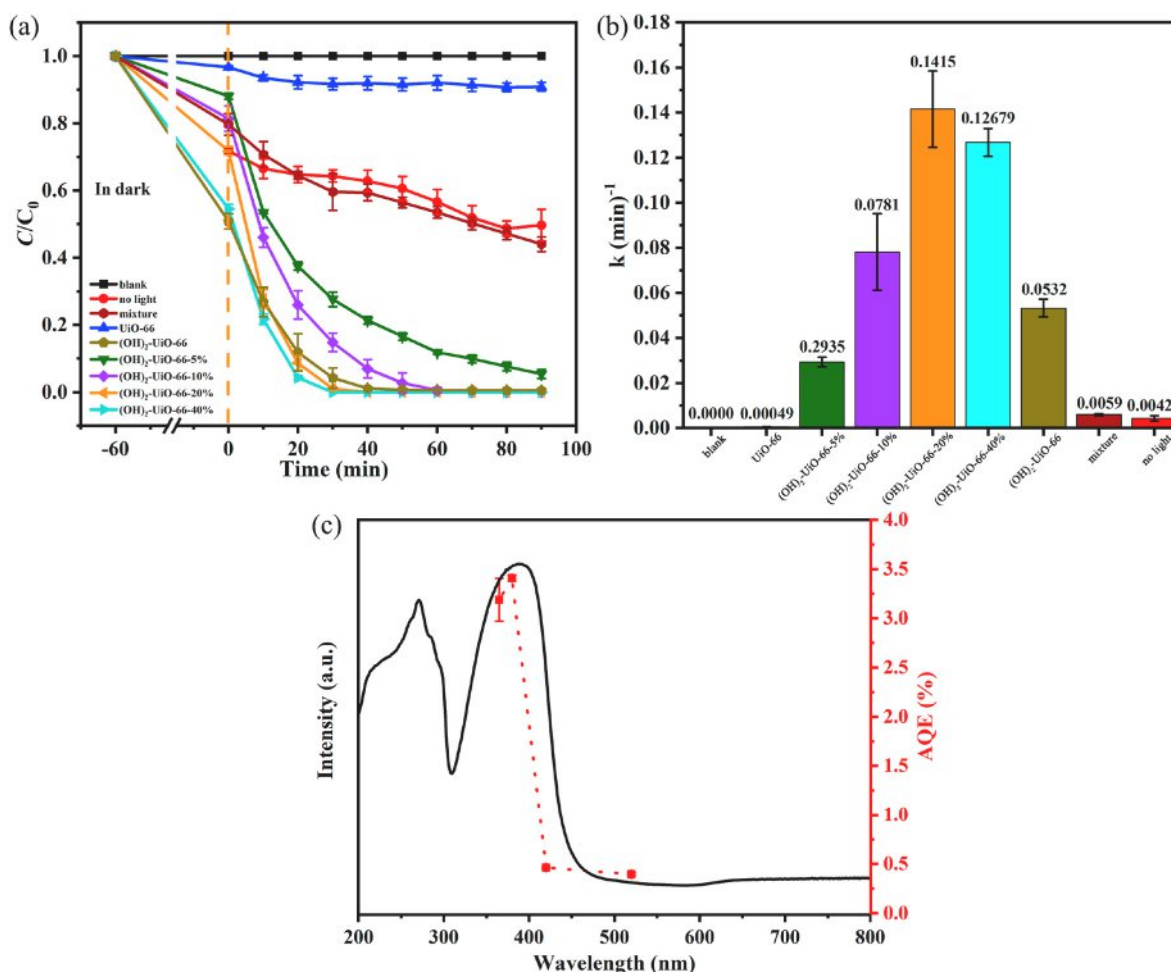 (a)
1.0
0.8
0.6
0.4
0.2
0.0
C/C₀
In dark
blank
no light
mixture
UiO-66
(OH)₂-UiO-66
(OH)₂-UiO-66-5%
(OH)₂-UiO-66-10%
(OH)₂-UiO-66-20%
(OH)₂-UiO-66-40%
-60 0 20 40 60 80 100
Time (min)
(b)
0.18
0.16
0.14
0.12
0.10
0.08
0.06
0.04
0.02
0.00
k (min)⁻¹
0.0000
0.00049
0.2935
0.0781
0.1415
0.12679
0.0532
0.0059
0.0042
blank
UiO-66
(OH)₂-UiO-66-5%
(OH)₂-UiO-66-10%
(OH)₂-UiO-66-20%
(OH)₂-UiO-66-40%
(OH)₂-UiO-66
mixture
no light
(c)
Intensity (a.u.)
200 300 400 500 600 700 800
Wavelength (nm)
4.0
3.5
3.0
2.5
2.0
1.5
1.0
0.5
0.0
AQE (%)